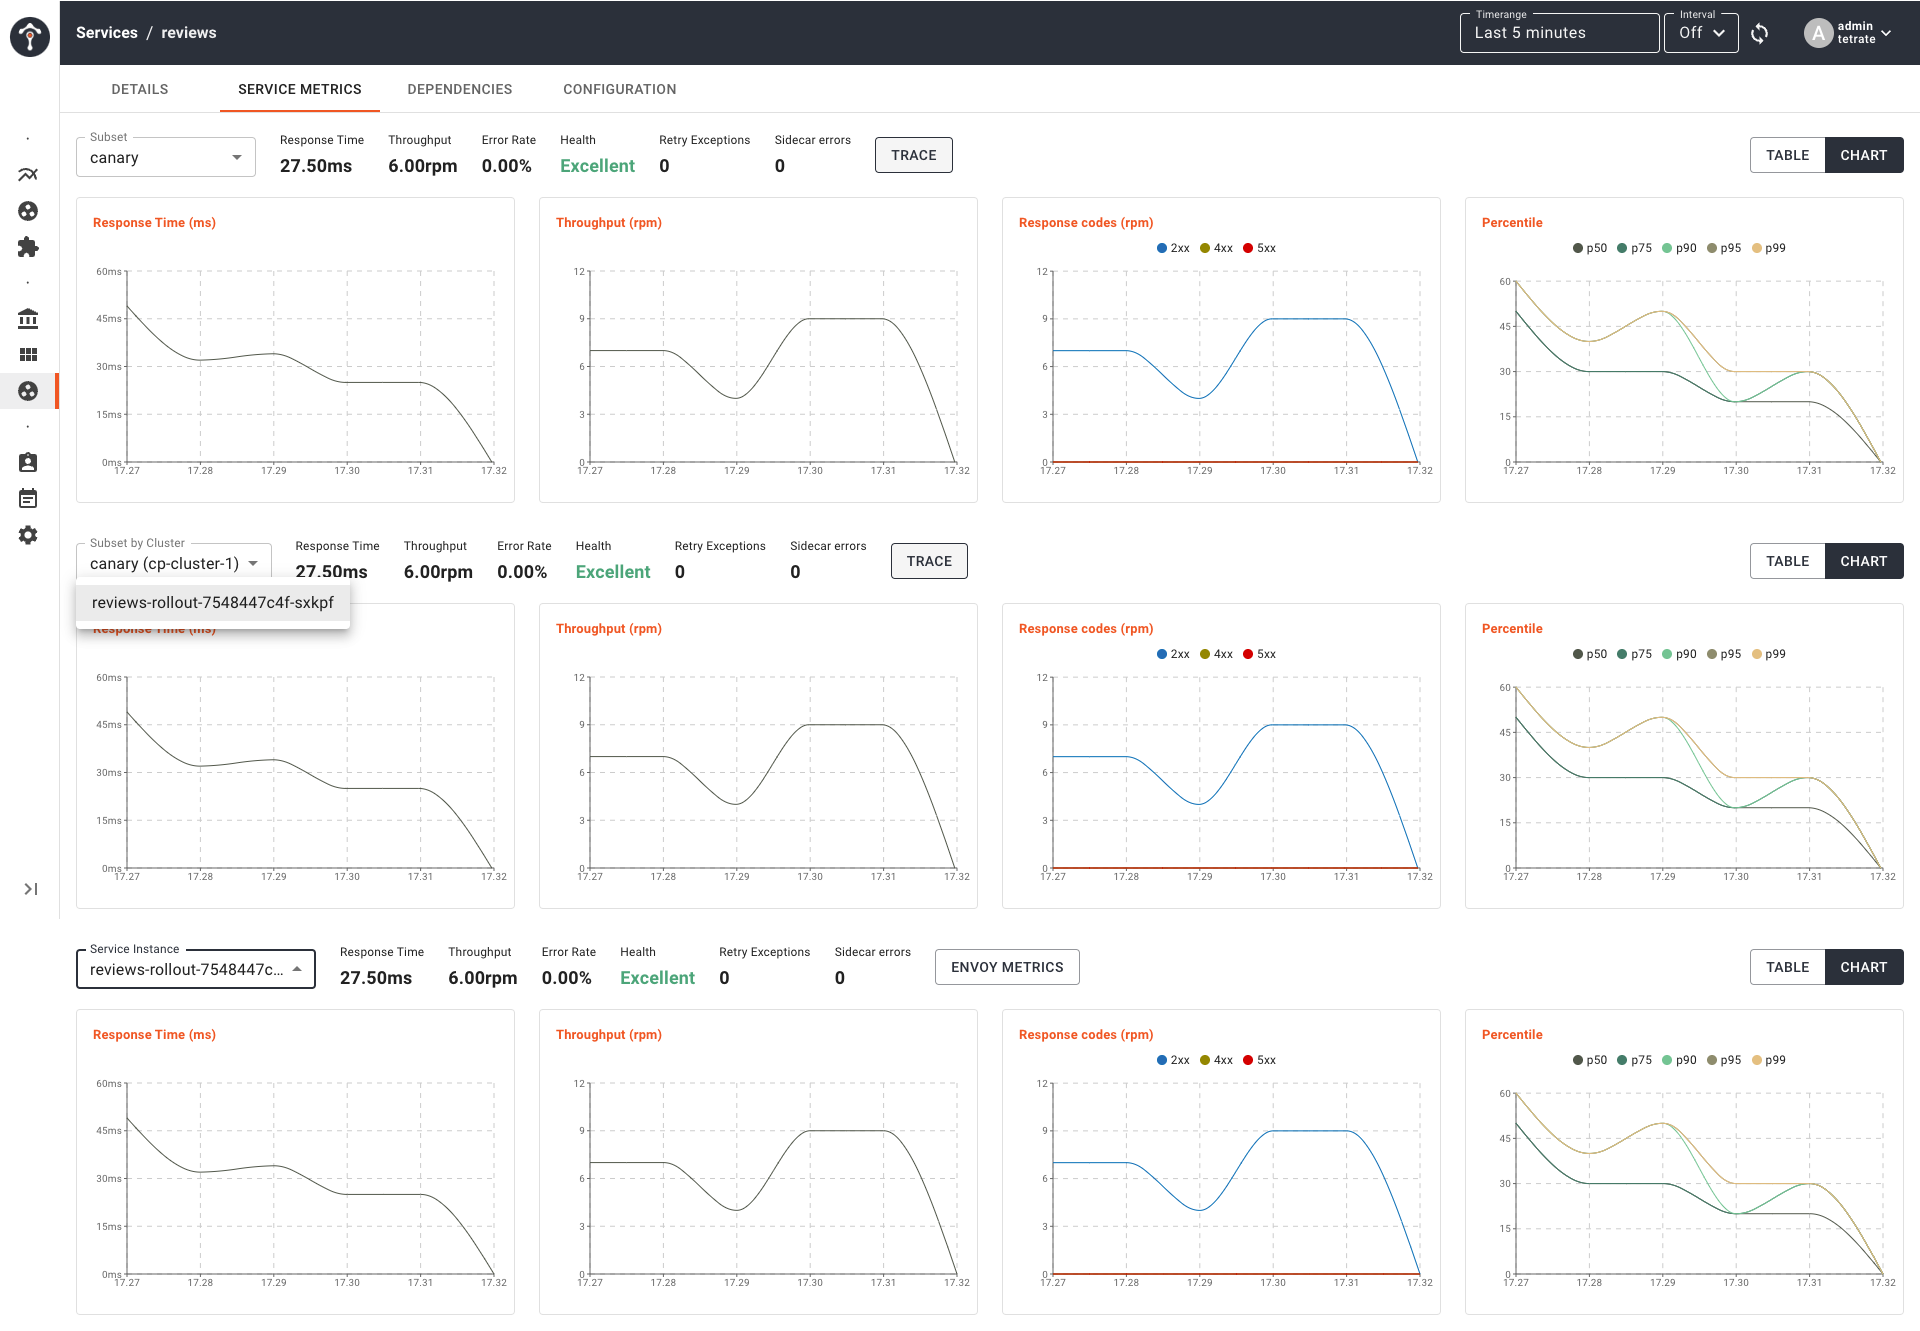 Services / reviews
Timerange
Last 5 minutes
Interval
Off
A
admin
tetrate
DETAILS
SERVICE METRICS
DEPENDENCIES
CONFIGURATION
Subset
canary
Response Time
27.50ms
Throughput
6.00rpm
Error Rate
0.00%
Health
Excellent
Retry Exceptions
0
Sidecar errors
0
TRACE
TABLE
CHART
Response Time (ms)
60ms
45ms
30ms
15ms
0ms
17.27 17.28 17.29 17.30 17.31 17.32
Throughput (rpm)
12
9
6
3
0
17.27 17.28 17.29 17.30 17.31 17.32
Response codes (rpm)
2xx 4xx 5xx
12
9
6
3
0
17.27 17.28 17.29 17.30 17.31 17.32
Percentile
p50 p75 p90 p95 p99
60
45
30
15
0
17.27 17.28 17.29 17.30 17.31 17.32
Subset by Cluster
canary (cp-cluster-1)
Response Time
27.50ms
Throughput
6.00rpm
Error Rate
0.00%
Health
Excellent
Retry Exceptions
0
Sidecar errors
0
TRACE
TABLE
CHART
reviews-rollout-7548447c4f-sxkpf
Response Time (ms)
60ms
45ms
30ms
15ms
0ms
17.27 17.28 17.29 17.30 17.31 17.32
Throughput (rpm)
12
9
6
3
0
17.27 17.28 17.29 17.30 17.31 17.32
Response codes (rpm)
2xx 4xx 5xx
12
9
6
3
0
17.27 17.28 17.29 17.30 17.31 17.32
Percentile
p50 p75 p90 p95 p99
60
45
30
15
0
17.27 17.28 17.29 17.30 17.31 17.32
Service Instance
reviews-rollout-7548447c...
Response Time
27.50ms
Throughput
6.00rpm
Error Rate
0.00%
Health
Excellent
Retry Exceptions
0
Sidecar errors
0
ENVOY METRICS
TABLE
CHART
Response Time (ms)
60ms
45ms
30ms
15ms
0ms
17.27 17.28 17.29 17.30 17.31 17.32
Throughput (rpm)
12
9
6
3
0
17.27 17.28 17.29 17.30 17.31 17.32
Response codes (rpm)
2xx 4xx 5xx
12
9
6
3
0
17.27 17.28 17.29 17.30 17.31 17.32
Percentile
p50 p75 p90 p95 p99
60
45
30
15
0
17.27 17.28 17.29 17.30 17.31 17.32